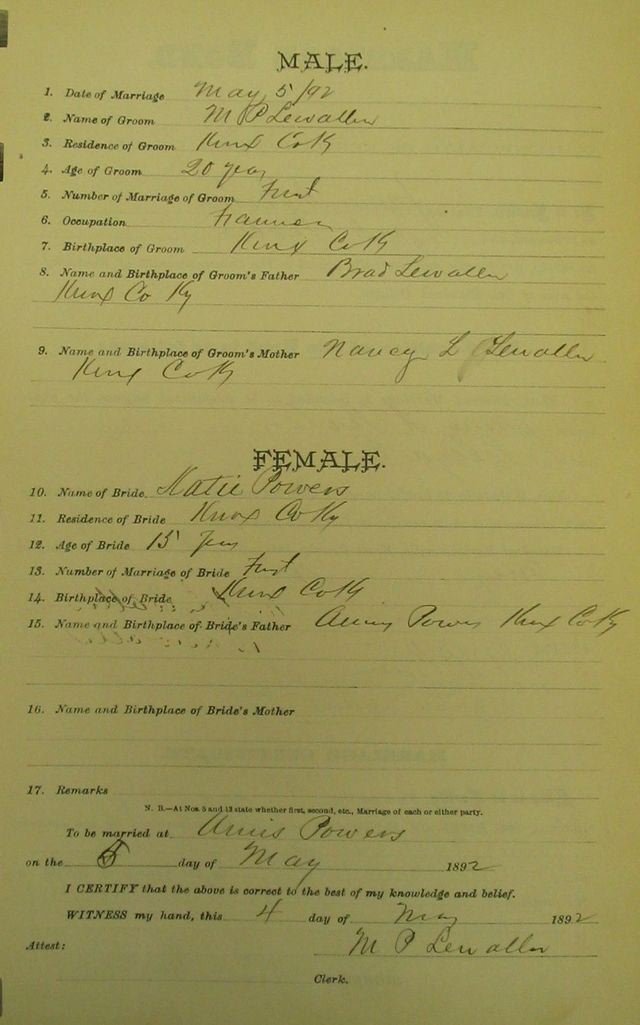 MALE.
1. Date of Marriage May 5/92
2. Name of Groom M P Lewallen
3. Residence of Groom Knox Co Ky
4. Age of Groom 20 years
5. Number of Marriage of Groom First
6. Occupation Farmer
7. Birthplace of Groom Knox Co Ky
8. Name and Birthplace of Groom's Father Brad Lewallen
Knox Co Ky
9. Name and Birthplace of Groom's Mother Nancy L Lewallen
Knox Co Ky
FEMALE.
10. Name of Bride Katie Powers
11. Residence of Bride Knox Co Ky
12. Age of Bride 15 years
13. Number of Marriage of Bride First
14. Birthplace of Bride Knox Co Ky
15. Name and Birthplace of Bride's Father Powers Knox Co Ky
16. Name and Birthplace of Bride's Mother
17. Remarks
N. B.—At Nos. 5 and 13 state whether first, second, etc., Marriage of each or either party.
To be married at Powers
on the 5 day of May 1892
I CERTIFY that the above is correct to the best of my knowledge and belief.
WITNESS my hand, this 4 day of May 1892
Attest: M P Lewallen
Clerk.